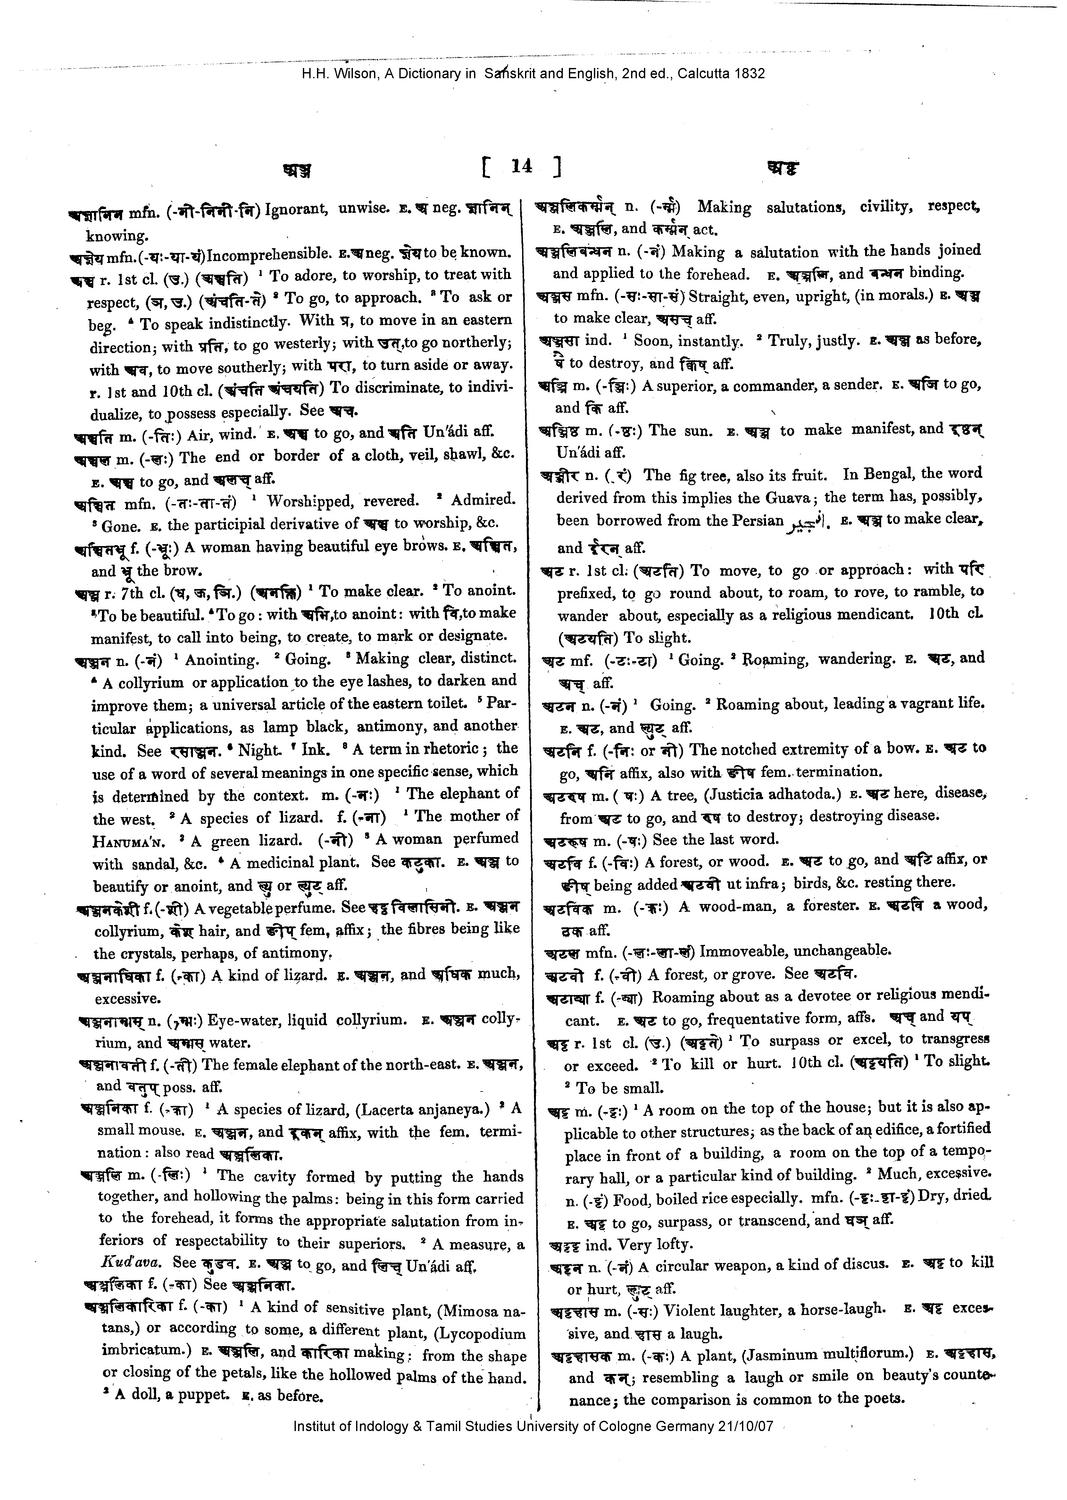 H.H. Wilson, A Dictionary in Sanskrit and English, 2nd ed., Calcutta 1832
अञ्ज [ 14 ] अट्ट
अज्ञानिन् mfn. (-नी-निनी-नि) Ignorant, unwise. E. अ neg. ज्ञानिन्
knowing.
अज्ञेय mfn. (-यः-या-यं) Incomprehensible. E. अ neg. ज्ञेय to be known.
अञ्च r. 1st cl. (उ.) (अञ्चति) ¹ To adore, to worship, to treat with
respect, (ञ, उ.) (अंचति-ते) ² To go, to approach. ³ To ask or
beg. ⁴ To speak indistinctly. With प्र, to move in an eastern
direction; with प्रति, to go westerly; with उत्, to go northerly;
with अव, to move southerly; with परा, to turn aside or away.
r. 1st and 10th cl. (अंचति अंचयति) To discriminate, to indivi-
dualize, to possess especially. See अच.
अञ्चति m. (-तिः) Air, wind. E. अञ्च to go, and अति Un'ádi aff.
अञ्चल m. (-लः) The end or border of a cloth, veil, shawl, &c.
E. अञ्च to go, and अलच् aff.
अञ्चित mfn. (-तः-ता-तं) ¹ Worshipped, revered. ² Admired.
³ Gone. E. the participial derivative of अञ्च to worship, &c.
अञ्चितभ्रू f. (-भ्रूः) A woman having beautiful eye brows. E. अञ्चित,
and भ्रू the brow.
अञ्ज r. 7th cl. (ध, ऊ, ञि.) (अनक्ति) ¹ To make clear. ² To anoint.
³ To be beautiful. ⁴ To go : with अभि, to anoint : with वि, to make
manifest, to call into being, to create, to mark or designate.
अञ्जन n. (-नं) ¹ Anointing. ² Going. ³ Making clear, distinct.
⁴ A collyrium or application to the eye lashes, to darken and
improve them; a universal article of the eastern toilet. ⁵ Par-
ticular applications, as lamp black, antimony, and another
kind. See रसाञ्जन. ⁶ Night. ⁷ Ink. ⁸ A term in rhetoric; the
use of a word of several meanings in one specific sense, which
is determined by the context. m. (-नः) ¹ The elephant of
the west. ² A species of lizard. f. (-ना) ¹ The mother of
HANUMA'N. ² A green lizard. (-नी) ³ A woman perfumed
with sandal, &c. ⁴ A medicinal plant. See कटुका. E. अञ्ज to
beautify or anoint, and ल्यु or ल्युट् aff.
अञ्जनकेशी f. (-शी) A vegetable perfume. See हट्टविलासिनी. E. अञ्जन
collyrium, केश hair, and ङीप् fem, affix; the fibres being like
the crystals, perhaps, of antimony.
अञ्जनाधिका f. (-का) A kind of lizard. E. अञ्जन, and अधिक much,
excessive.
अञ्जनाम्भस् n. (-म्भः) Eye-water, liquid collyrium. E. अञ्जन colly-
rium, and अम्भस् water.
अञ्जनावती f. (-ती) The female elephant of the north-east. E. अञ्जन,
and वतुप् poss. aff.
अञ्जनिका f. (-का) ¹ A species of lizard, (Lacerta anjaneya.) ² A
small mouse. E. अञ्जन, and ठकन् affix, with the fem. termi-
nation : also read अञ्जलिका.
अञ्जलि m. (-लिः) ¹ The cavity formed by putting the hands
together, and hollowing the palms : being in this form carried
to the forehead, it forms the appropriate salutation from in-
feriors of respectability to their superiors. ² A measure, a
Kud'ava. See कुडव. E. अञ्ज to go, and अलिच् Un'ádi aff.
अञ्जलिका f. (-का) See अञ्जनिका.
अञ्जलिकारिका f. (-का) ¹ A kind of sensitive plant, (Mimosa na-
tans,) or according to some, a different plant, (Lycopodium
imbricatum.) E. अञ्जलि, and कारिका making; from the shape
or closing of the petals, like the hollowed palms of the hand.
² A doll, a puppet. E. as before.
अञ्जलिकर्म्मन् n. (-र्म्म) Making salutations, civility, respect,
E. अञ्जलि, and कर्म्मन् act.
अञ्जलिबन्धन n. (-नं) Making a salutation with the hands joined
and applied to the forehead. E. अञ्जलि, and बन्धन binding.
अञ्जस mfn. (-सः-सा-सं) Straight, even, upright, (in morals.) E. अञ्ज
to make clear, असच् aff.
अञ्जसा ind. ¹ Soon, instantly. ² Truly, justly. E. अञ्ज as before,
षै to destroy, and क्विप् aff.
अञ्जि m. (-ञ्जिः) A superior, a commander, a sender. E. अजि to go,
and कि aff.
अञ्जिष्ठ m. (-ष्ठः) The sun. E. अञ्ज to make manifest, and इष्ठन्
Un'ádi aff.
अञ्जीर n. (-रं) The fig tree, also its fruit. In Bengal, the word
derived from this implies the Guava; the term has, possibly,
been borrowed from the Persian انجير. E. अञ्ज to make clear,
and ईरन् aff.
अट r. 1st cl. (अटति) To move, to go or approach : with परि
prefixed, to go round about, to roam, to rove, to ramble, to
wander about, especially as a religious mendicant. 10th cl.
(अटयति) To slight.
अट mf. (-टः-टा) ¹ Going. ² Roaming, wandering. E. अट, and
अच् aff.
अटन n. (-नं) ¹ Going. ² Roaming about, leading a vagrant life.
E. अट, and ल्युट् aff.
अटनि f. (-निः or नी) The notched extremity of a bow. E. अट to
go, अनि affix, also with ङीष fem. termination.
अटरुष m. (षः) A tree, (Justicia adhatoda.) E. अट here, disease,
from अट to go, and रुष to destroy; destroying disease.
अटरूष m. (-षः) See the last word.
अटवि f. (-विः) A forest, or wood. E. अट to go, and अवि affix, or
ङीष् being added अटवी ut infra; birds, &c. resting there.
अटविक m. (-कः) A wood-man, a forester. E. अटवि a wood,
ठक aff.
अटल mfn. (-लः-ला-लं) Immoveable, unchangeable.
अटवी f. (-वी) A forest, or grove. See अटवि.
अटाट्या f. (-ट्या) Roaming about as a devotee or religious mendi-
cant. E. अट to go, frequentative form, affs. अच् and यप्
अट्ट r. 1st cl. (उ.) (अट्टते) ¹ To surpass or excel, to transgress
or exceed. ² To kill or hurt. 10th cl. (अट्टयति) ¹ To slight.
² To be small.
अट्ट m. (-ट्टः) ¹ A room on the top of the house; but it is also ap-
plicable to other structures; as the back of an edifice, a fortified
place in front of a building, a room on the top of a tempo-
rary hall, or a particular kind of building. ² Much, excessive.
n. (-ट्टं) Food, boiled rice especially. mfn. (-ट्टः-ट्टा-ट्टं) Dry, dried.
E. अट्ट to go, surpass, or transcend, and घञ् aff.
अट्टट्ट ind. Very lofty.
अट्टन n. (-नं) A circular weapon, a kind of discus. E. अट्ट to kill
or hurt, ल्युट् aff.
अट्टहास m. (-सः) Violent laughter, a horse-laugh. E. अट्ट exces-
sive, and हास a laugh.
अट्टहासक m. (-कः) A plant, (Jasminum multiflorum.) E. अट्टहास,
and कन्; resembling a laugh or smile on beauty's counte-
nance; the comparison is common to the poets.
Institut of Indology & Tamil Studies University of Cologne Germany 21/10/07